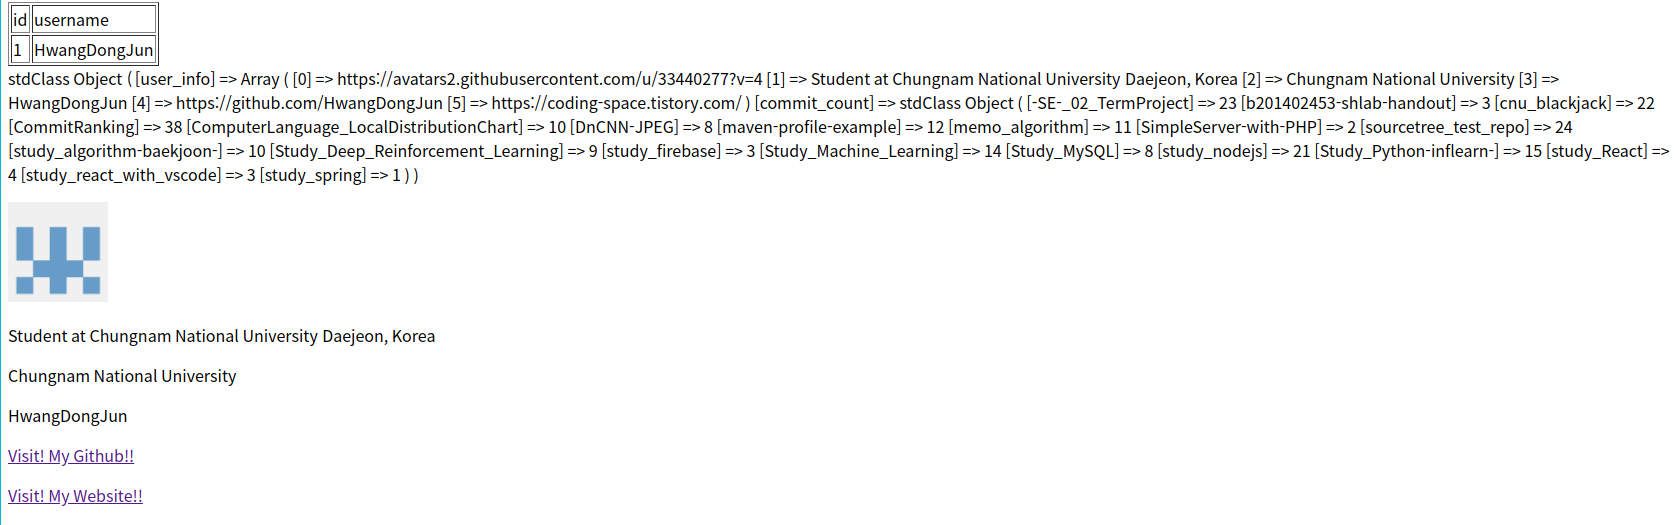 id username
1 HwangDongJun
stdClass Object ( [user_info] => Array ( [0] => https://avatars2.githubusercontent.com/u/33440277?v=4 [1] => Student at Chungnam National University Daejeon, Korea [2] => Chungnam National University [3] =>
HwangDongJun [4] => https://github.com/HwangDongJun [5] => https://coding-space.tistory.com/ ) [commit_count] => stdClass Object ( [-SE-_02_TermProject] => 23 [b201402453-shlab-handout] => 3 [cnu_blackjack] => 22
[CommitRanking] => 38 [ComputerLanguage_LocalDistributionChart] => 10 [DnCNN-JPEG] => 8 [maven-profile-example] => 12 [memo_algorithm] => 11 [SimpleServer-with-PHP] => 2 [sourcetree_test_repo] => 24
[study_algorithm-baekjoon-] => 10 [Study_Deep_Reinforcement_Learning] => 9 [study_firebase] => 3 [Study_Machine_Learning] => 14 [Study_MySQL] => 8 [study_nodejs] => 21 [Study_Python-inflearn-] => 15 [study_React] =>
4 [study_react_with_vscode] => 3 [study_spring] => 1 ) )
Student at Chungnam National University Daejeon, Korea
Chungnam National University
HwangDongJun
Visit! My Github!!
Visit! My Website!!